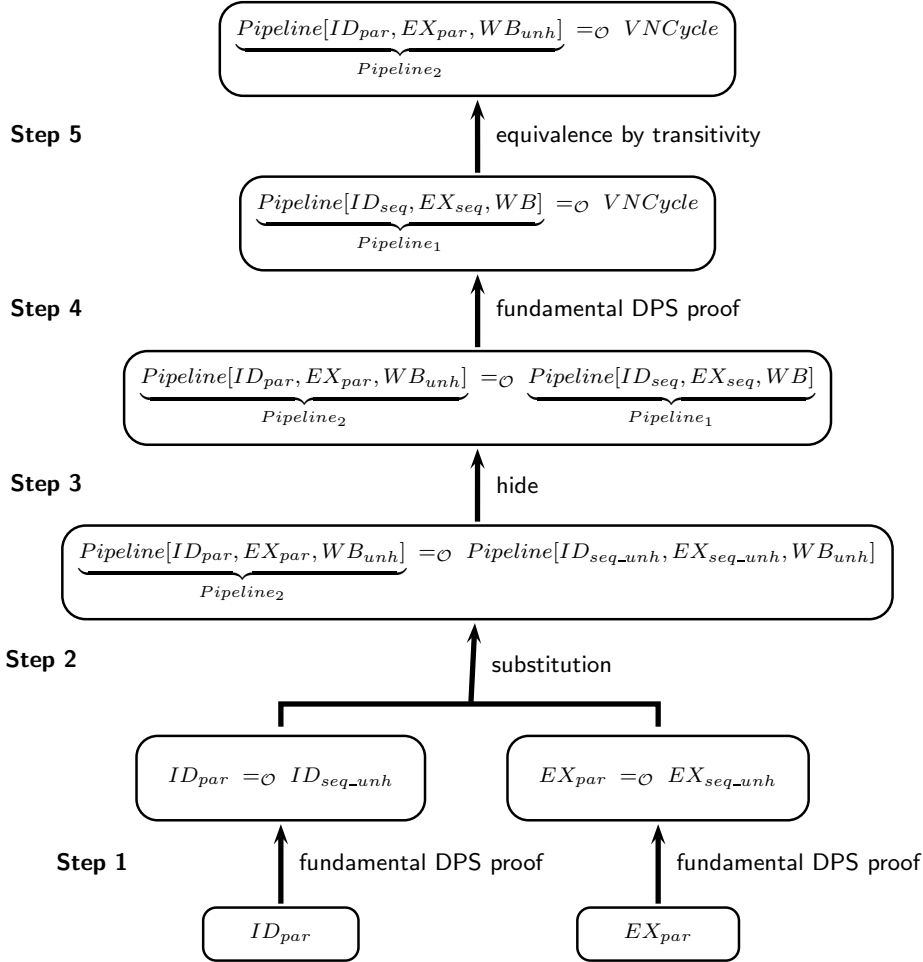 Pipeline[ID_par, EX_par, WB_unh] =_𝒪 VNCycle
Pipeline_2
Step 5 equivalence by transitivity
Pipeline[ID_seq, EX_seq, WB] =_𝒪 VNCycle
Pipeline_1
Step 4 fundamental DPS proof
Pipeline[ID_par, EX_par, WB_unh] =_𝒪 Pipeline[ID_seq, EX_seq, WB]
Pipeline_2 Pipeline_1
Step 3 hide
Pipeline[ID_par, EX_par, WB_unh] =_𝒪 Pipeline[ID_seq_unh, EX_seq_unh, WB_unh]
Pipeline_2
Step 2 substitution
ID_par =_𝒪 ID_seq_unh EX_par =_𝒪 EX_seq_unh
Step 1 fundamental DPS proof fundamental DPS proof
ID_par EX_par